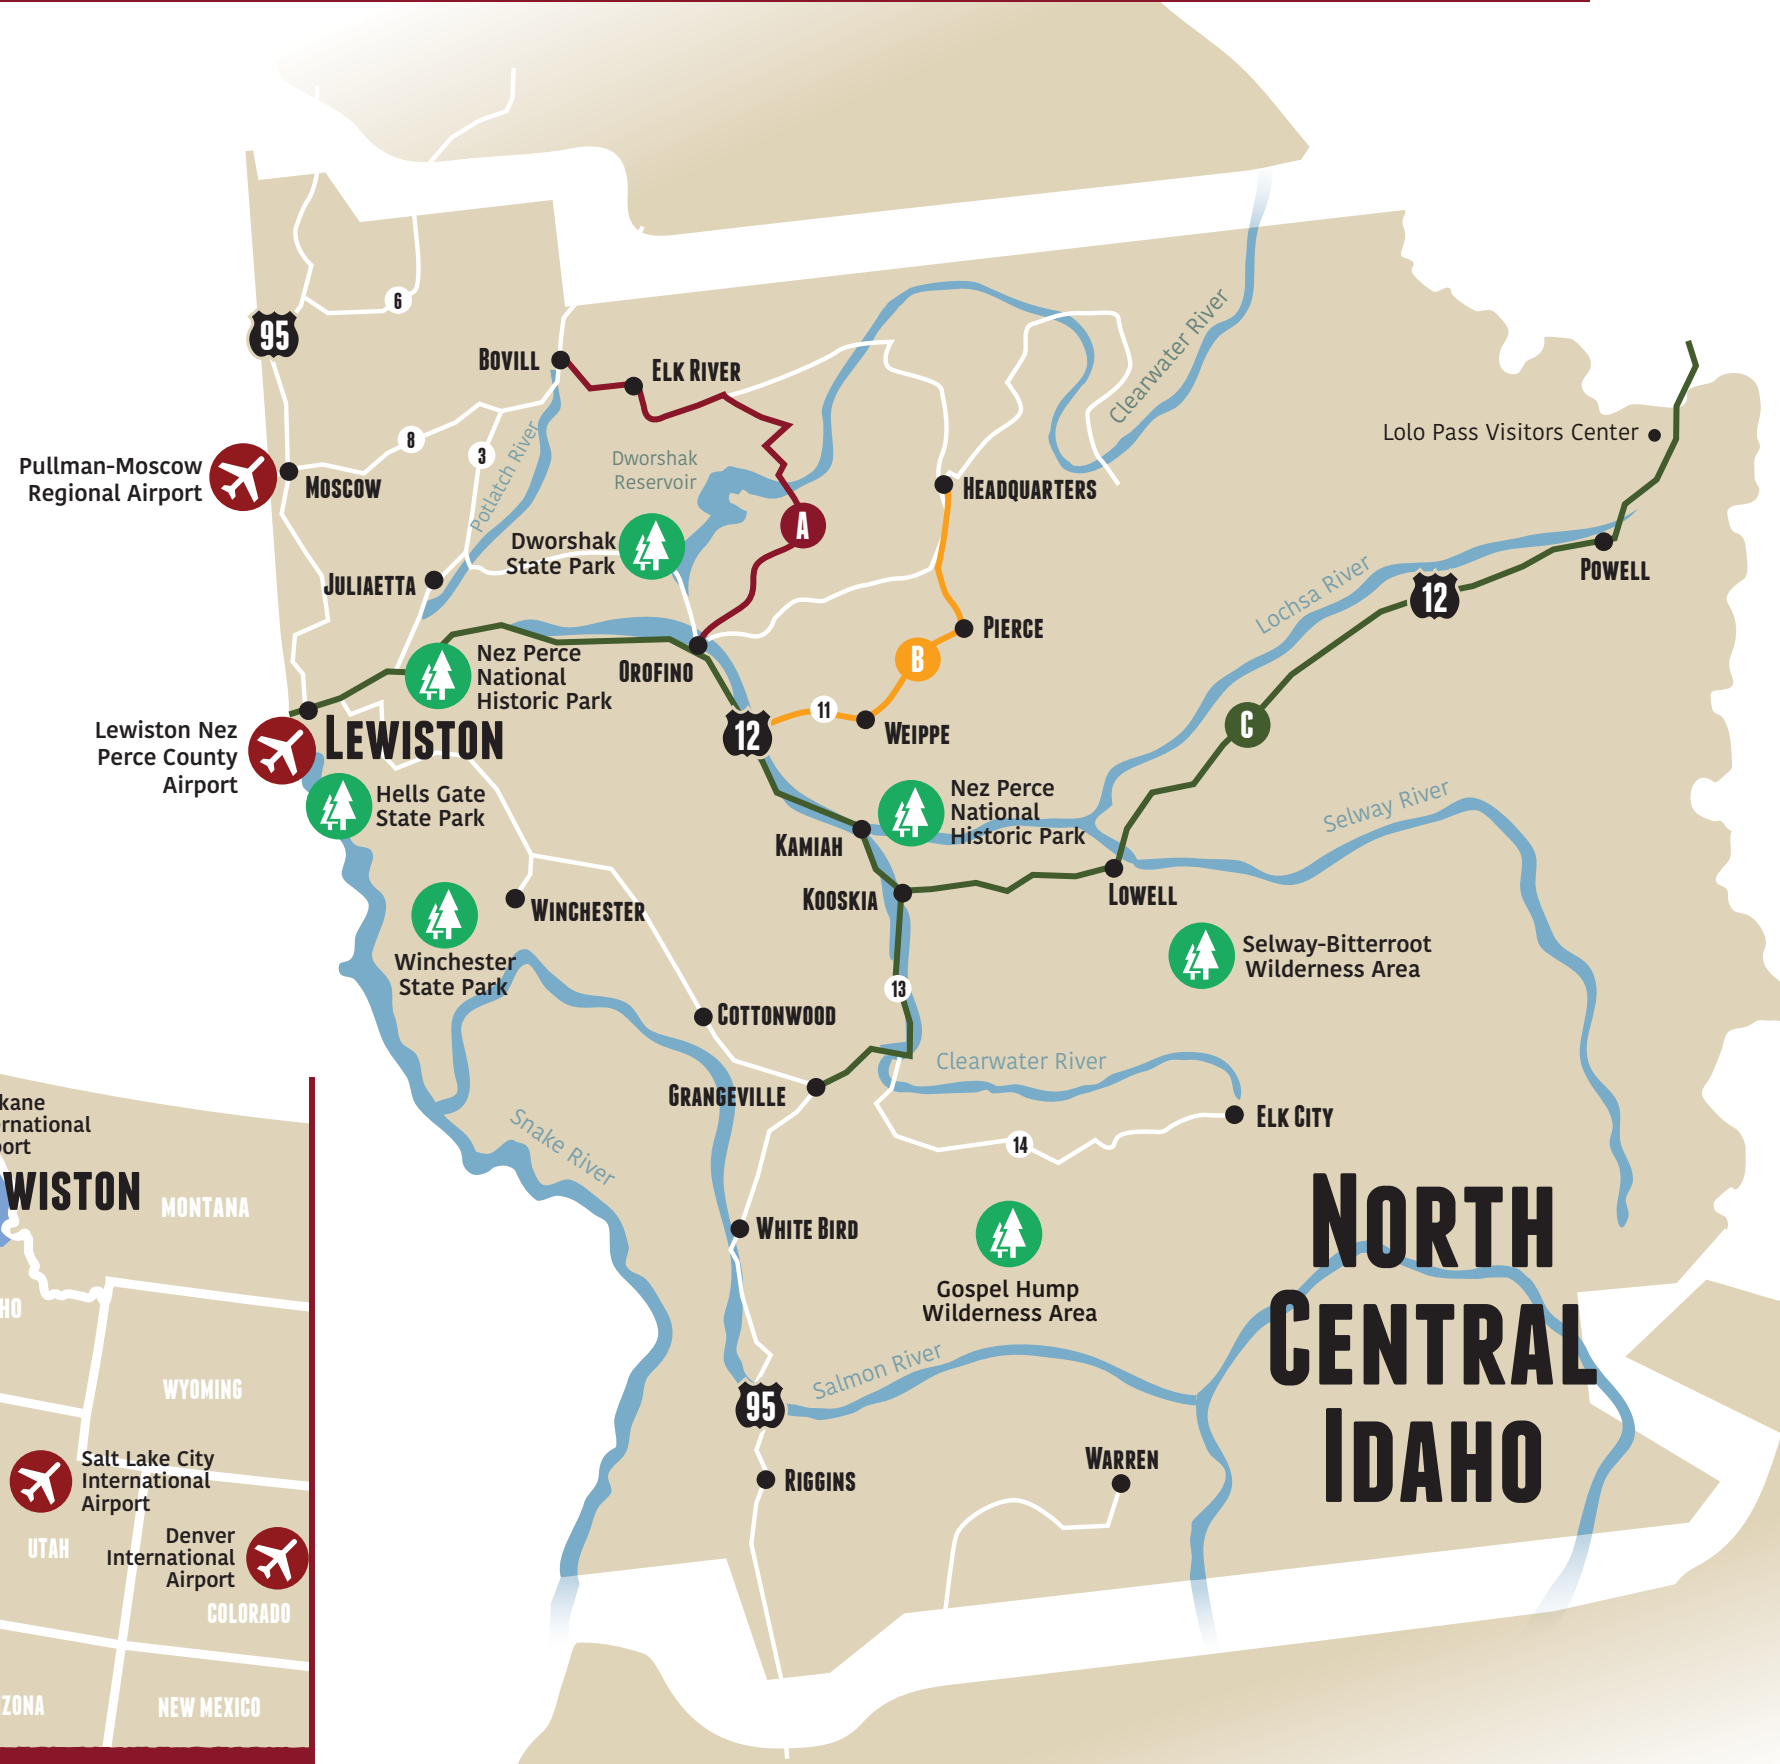 6
95
BOVILL
ELK RIVER
Clearwater River
Lolo Pass Visitors Center
8
3
Potlatch River
Dworshak
Reservoir
Pullman-Moscow
Regional Airport
MOSCOW
HEADQUARTERS
A
Dworshak
State Park
JULIAETTA
POWELL
Lochsa River
12
PIERCE
B
Nez Perce
National
Historic Park
OROFINO
11
WEIPPE
12
C
Lewiston Nez
Perce County
Airport
LEWISTON
Hells Gate
State Park
Nez Perce
National
Historic Park
Selway River
KAMIAH
KOOSKIA
LOWELL
WINCHESTER
Winchester
State Park
Selway-Bitterroot
Wilderness Area
13
COTTONWOOD
Clearwater River
GRANGEVILLE
ELK CITY
14
Snake River
WHITE BIRD
Gospel Hump
Wilderness Area
NORTH
CENTRAL
IDAHO
Salmon River
95
RIGGINS
WARREN
kane
ernational
port
WISTON
MONTANA
HO
WYOMING
Salt Lake City
International
Airport
UTAH
Denver
International
Airport
COLORADO
ZONA
NEW MEXICO